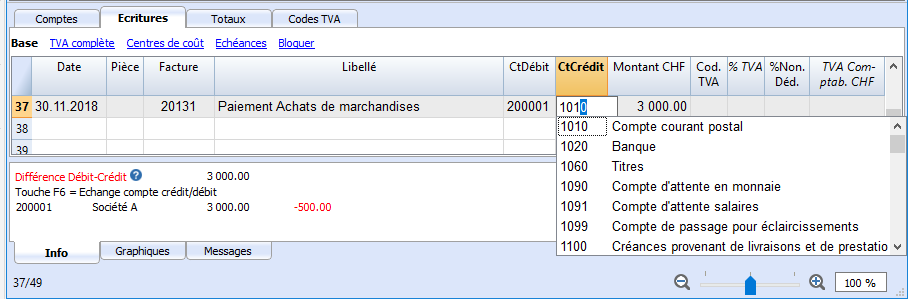 Comptes Ecritures Totaux Codes TVA
Base TVA complète Centres de coût Echéances Bloquer
Date Pièce Facture Libellé CtDébit CtCrédit Montant CHF Cod. TVA % TVA %Non. Déd. TVA Comptab. CHF
37 30.11.2018 20131 Paiement Achats de marchandises 200001 1010 3 000.00
38
39
1010 Compte courant postal
1020 Banque
1060 Titres
1090 Compte d'attente en monnaie
1091 Compte d'attente salaires
1099 Compte de passage pour éclaircissements
1100 Créances provenant de livraisons et de prestatio
Différence Débit-Crédit ? 3 000.00
Touche F6 = Echange compte crédit/débit
200001 Société A 3 000.00 -500.00
Info Graphiques Messages
37/49 100 %